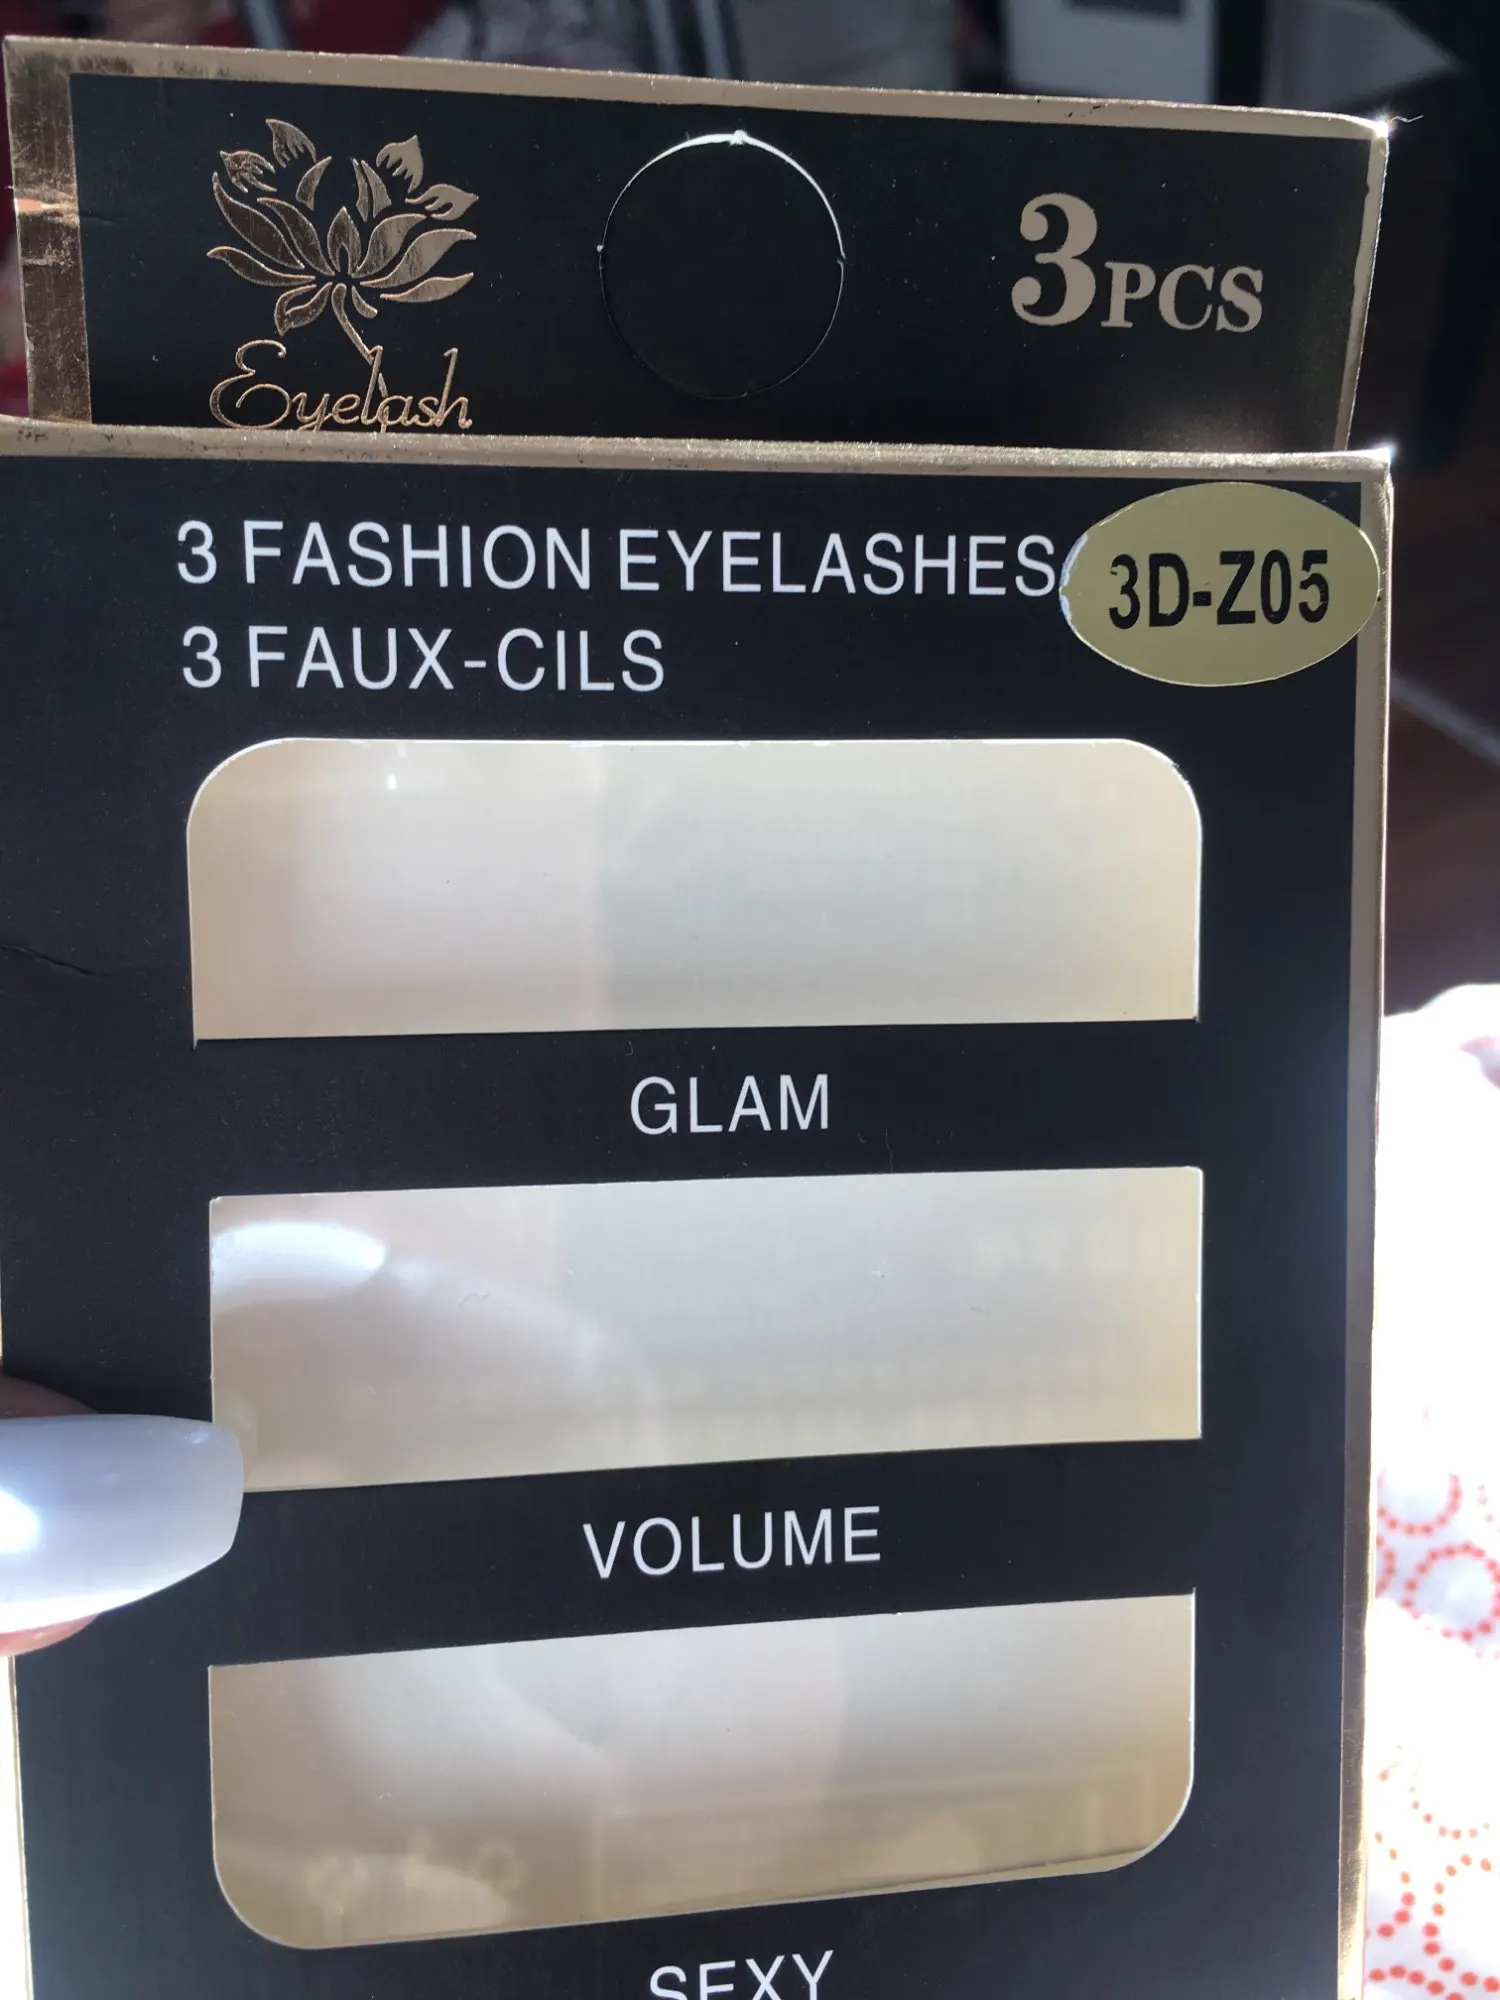 Eyelash
3PCS
3 FASHION EYELASHES
3D-Z05
3 FAUX-CILS
GLAM
VOLUME
SEXY